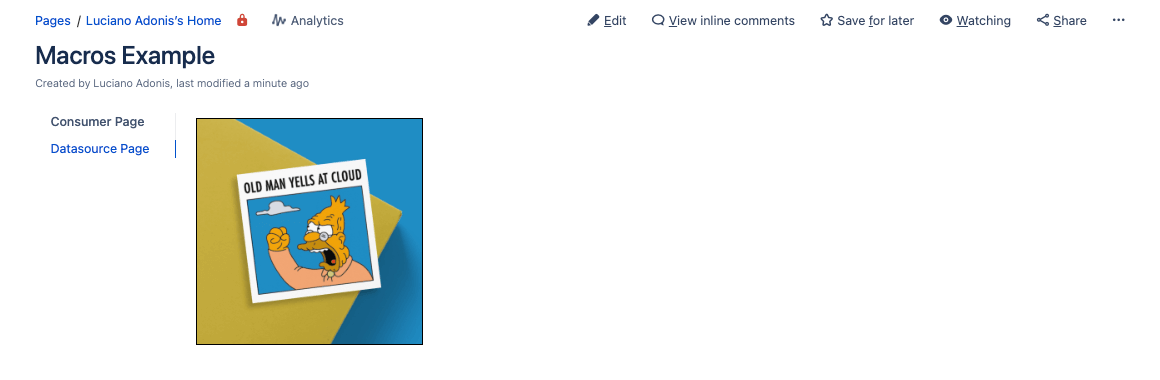 Pages / Luciano Adonis's Home Analytics Edit View inline comments Save for later Watching Share
Macros Example
Created by Luciano Adonis, last modified a minute ago
Consumer Page
Datasource Page
OLD MAN YELLS AT CLOUD